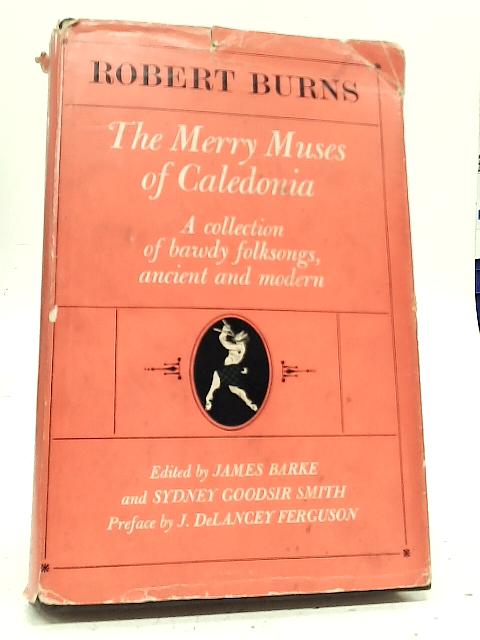 ROBERT BURNS
The Merry Muses
of Caledonia
A collection
of bawdy folksongs,
ancient and modern
Edited by JAMES BARKE
and SYDNEY GOODSIR SMITH
Preface by J. DeLANCEY FERGUSON